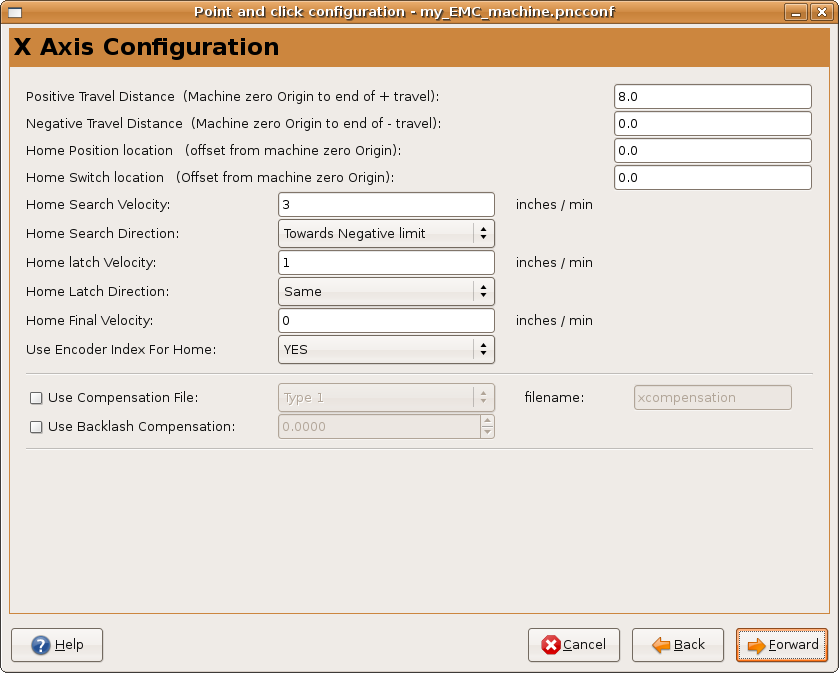 Point and click configuration - my_EMC_machine.pncconf
X Axis Configuration
Positive Travel Distance (Machine zero Origin to end of + travel): 8.0
Negative Travel Distance (Machine zero Origin to end of - travel): 0.0
Home Position location (offset from machine zero Origin): 0.0
Home Switch location (Offset from machine zero Origin): 0.0
Home Search Velocity: 3 inches / min
Home Search Direction: Towards Negative limit
Home latch Velocity: 1 inches / min
Home Latch Direction: Same
Home Final Velocity: 0 inches / min
Use Encoder Index For Home: YES
Use Compensation File: Type 1 filename: xcompensation
Use Backlash Compensation: 0.0000
Help Cancel Back Forward